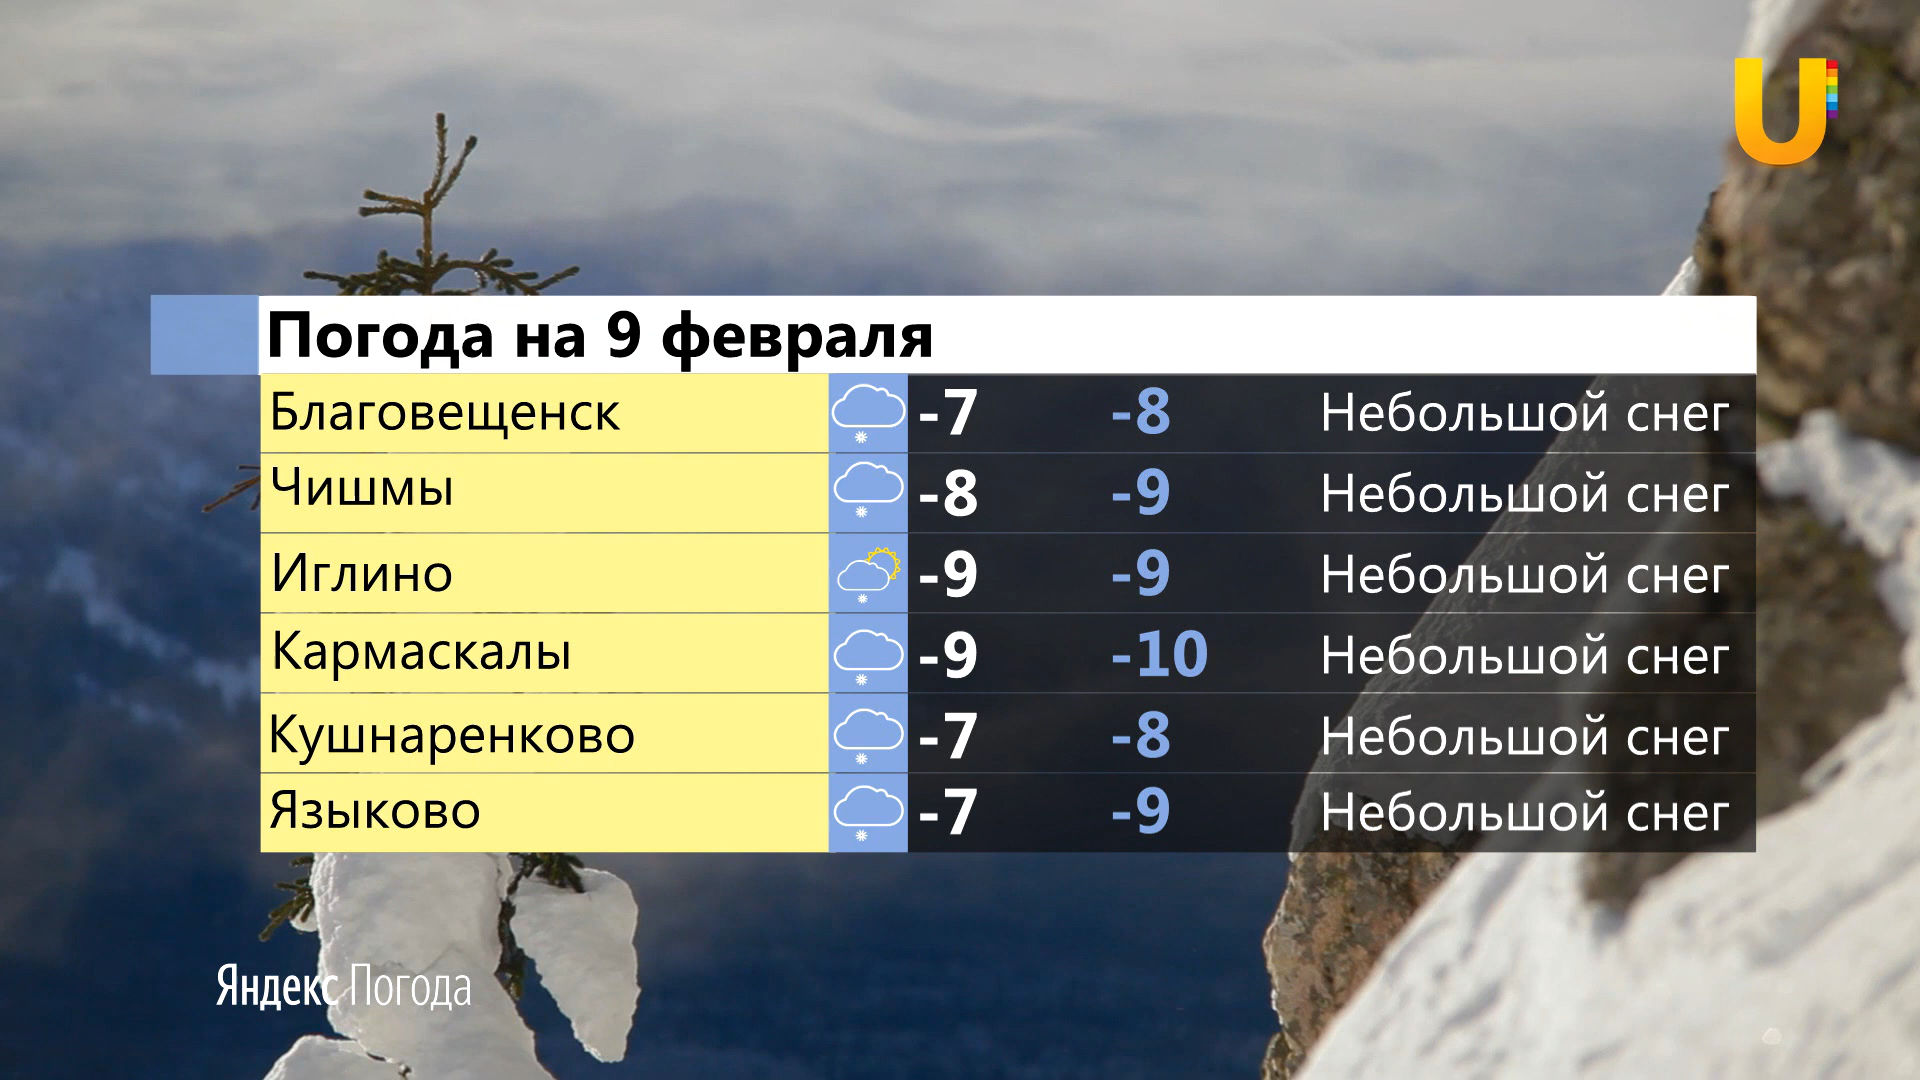 U
Погода на 9 февраля
Благовещенск -7 -8 Небольшой снег
Чишмы -8 -9 Небольшой снег
Иглино -9 -9 Небольшой снег
Кармаскалы -9 -10 Небольшой снег
Кушнаренково -7 -8 Небольшой снег
Языково -7 -9 Небольшой снег
Яндекс Погода